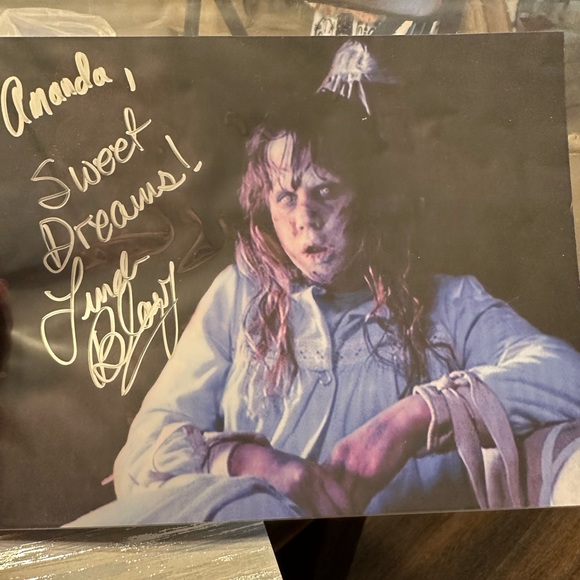 Amanda,
Sweet
Dreams!
Linda
Blair